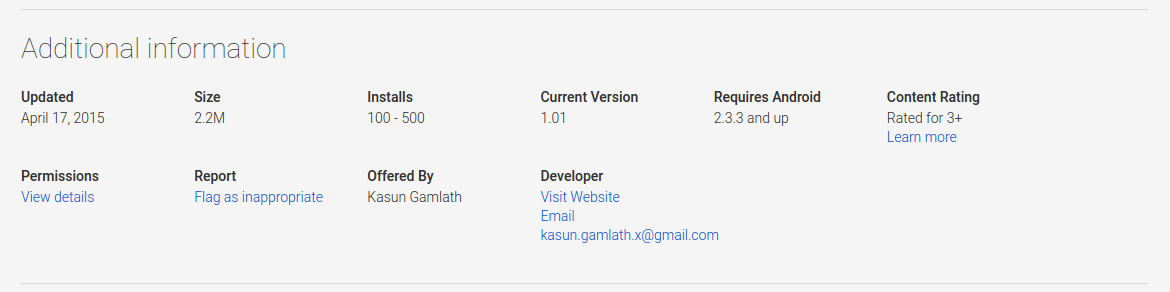 Additional information
Updated
April 17, 2015
Size
2.2M
Installs
100 - 500
Current Version
1.01
Requires Android
2.3.3 and up
Content Rating
Rated for 3+
Learn more
Permissions
View details
Report
Flag as inappropriate
Offered By
Kasun Gamlath
Developer
Visit Website
Email
kasun.gamlath.x@gmail.com